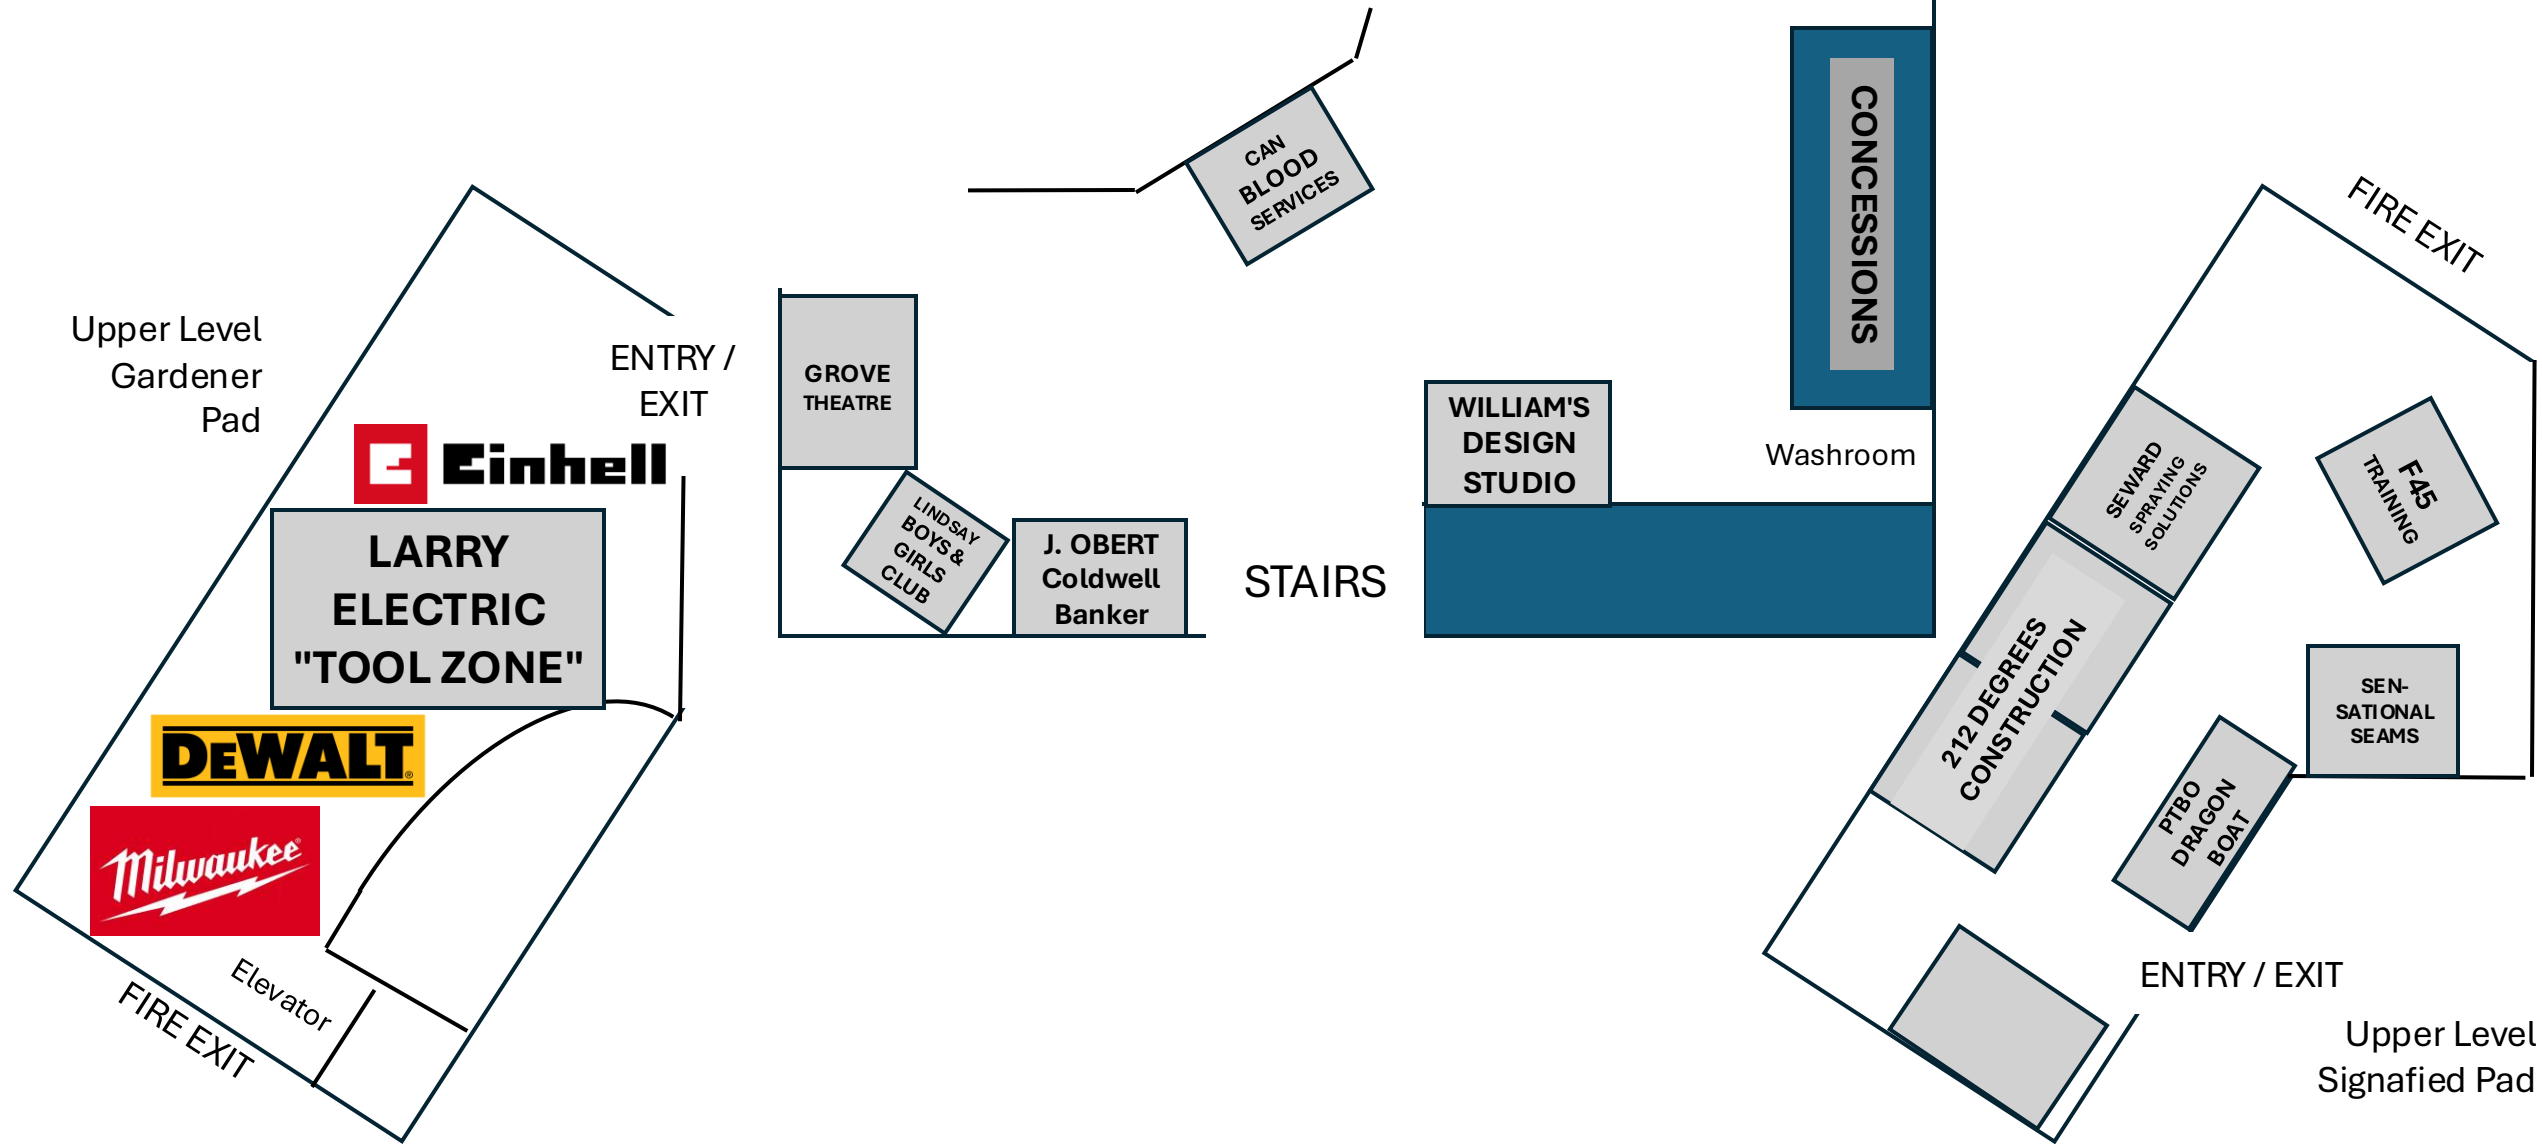 Upper Level
Gardener
Pad
ENTRY /
EXIT
Einhell
LARRY
ELECTRIC
"TOOL ZONE"
DEWALT®
Milwaukee®
Elevator
FIRE EXIT
CAN
BLOOD
SERVICES
GROVE
THEATRE
LINDSAY
BOYS &
GIRLS
CLUB
J. OBERT
Coldwell
Banker
STAIRS
WILLIAM'S
DESIGN
STUDIO
CONCESSIONS
Washroom
FIRE EXIT
SEWARD
SPRAYING
SOLUTIONS
F45
TRAINING
212 DEGREES
CONSTRUCTION
SEN-
SATIONAL
SEAMS
PTBO
DRAGON
BOAT
ENTRY / EXIT
Upper Level
Signafied Pad